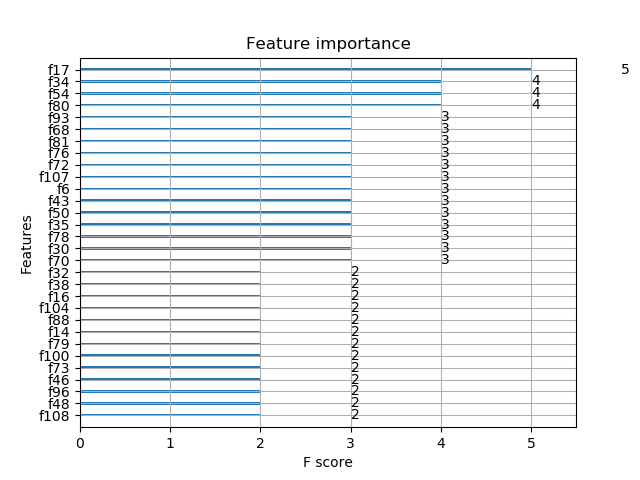 Feature importance
f17 5
f34 4
f54 4
f80 4
f93 3
f68 3
f81 3
f76 3
f72 3
f107 3
f6 3
f43 3
f50 3
f35 3
f78 3
f30 3
f70 3
f32 2
f38 2
f16 2
f104 2
f88 2
f14 2
f79 2
f100 2
f73 2
f46 2
f96 2
f48 2
f108 2
Features
0 1 2 3 4 5
F score